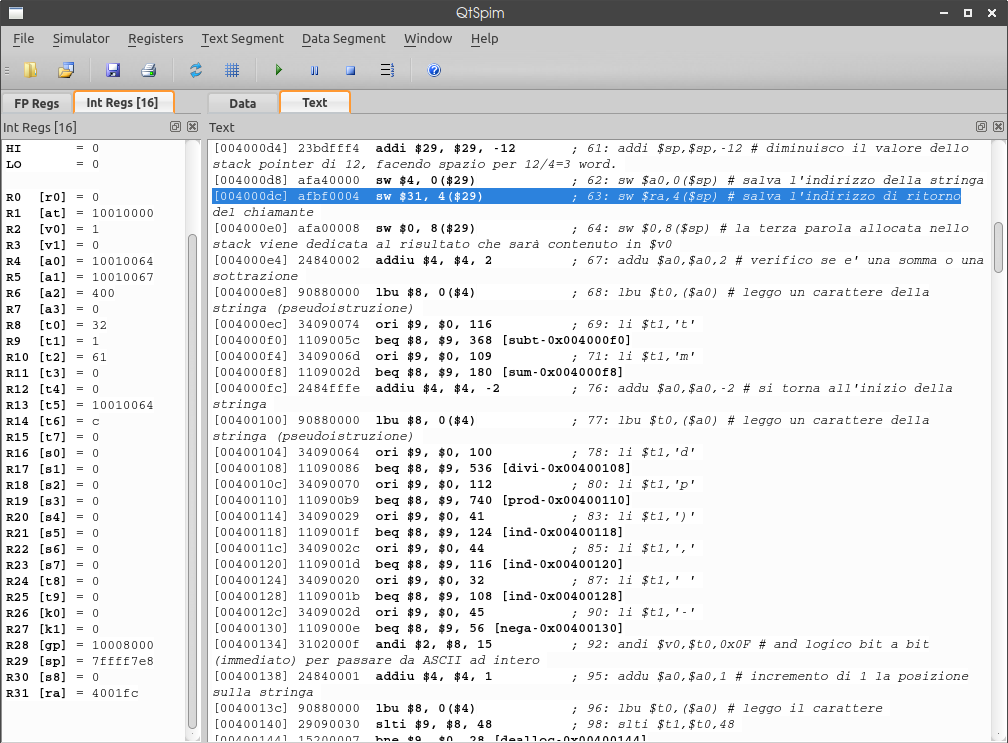 QtSpim
File Simulator Registers Text Segment Data Segment Window Help
FP Regs Int Regs [16] Data Text
Int Regs [16]
HI = 0
LO = 0
R0 [r0] = 0
R1 [at] = 10010000
R2 [v0] = 1
R3 [v1] = 0
R4 [a0] = 10010064
R5 [a1] = 10010067
R6 [a2] = 400
R7 [a3] = 0
R8 [t0] = 32
R9 [t1] = 1
R10 [t2] = 61
R11 [t3] = 0
R12 [t4] = 0
R13 [t5] = 10010064
R14 [t6] = c
R15 [t7] = 0
R16 [s0] = 0
R17 [s1] = 0
R18 [s2] = 0
R19 [s3] = 0
R20 [s4] = 0
R21 [s5] = 0
R22 [s6] = 0
R23 [s7] = 0
R24 [t8] = 0
R25 [t9] = 0
R26 [k0] = 0
R27 [k1] = 0
R28 [gp] = 10008000
R29 [sp] = 7ffff7e8
R30 [s8] = 0
R31 [ra] = 4001fc
Text
[004000d4] 23bdfff4 addi $29, $29, -12 ; 61: addi $sp,$sp,-12 # diminuisco il valore dello
stack pointer di 12, facendo spazio per 12/4=3 word.
[004000d8] afa40000 sw $4, 0($29) ; 62: sw $a0,0($sp) # salva l'indirizzo della stringa
[004000dc] afbf0004 sw $31, 4($29) ; 63: sw $ra,4($sp) # salva l'indirizzo di ritorno
del chiamante
[004000e0] afa00008 sw $0, 8($29) ; 64: sw $0,8($sp) # la terza parola allocata nello
stack viene dedicata al risultato che sarà contenuto in $v0
[004000e4] 24840002 addiu $4, $4, 2 ; 67: addu $a0,$a0,2 # verifico se e' una somma o una
sottrazione
[004000e8] 90880000 lbu $8, 0($4) ; 68: lbu $t0,($a0) # leggo un carattere della
stringa (pseudoistruzione)
[004000ec] 34090074 ori $9, $0, 116 ; 69: li $t1,'t'
[004000f0] 1109005c beq $8, $9, 368 [subt-0x004000f0]
[004000f4] 3409006d ori $9, $0, 109 ; 71: li $t1,'m'
[004000f8] 1109002d beq $8, $9, 180 [sum-0x004000f8]
[004000fc] 2484fffe addiu $4, $4, -2 ; 76: addu $a0,$a0,-2 # si torna all'inizio della
stringa
[00400100] 90880000 lbu $8, 0($4) ; 77: lbu $t0,($a0) # leggo un carattere della
stringa (pseudoistruzione)
[00400104] 34090064 ori $9, $0, 100 ; 78: li $t1,'d'
[00400108] 11090086 beq $8, $9, 536 [divi-0x00400108]
[0040010c] 34090070 ori $9, $0, 112 ; 80: li $t1,'p'
[00400110] 110900b9 beq $8, $9, 740 [prod-0x00400110]
[00400114] 34090029 ori $9, $0, 41 ; 83: li $t1,')'
[00400118] 1109001f beq $8, $9, 124 [ind-0x00400118]
[0040011c] 3409002c ori $9, $0, 44 ; 85: li $t1,','
[00400120] 1109001d beq $8, $9, 116 [ind-0x00400120]
[00400124] 34090020 ori $9, $0, 32 ; 87: li $t1,' '
[00400128] 1109001b beq $8, $9, 108 [ind-0x00400128]
[0040012c] 3409002d ori $9, $0, 45 ; 90: li $t1,'-'
[00400130] 1109000e beq $8, $9, 56 [nega-0x00400130]
[00400134] 3102000f andi $2, $8, 15 ; 92: andi $v0,$t0,0x0F # and logico bit a bit
(immediato) per passare da ASCII ad intero
[00400138] 24840001 addiu $4, $4, 1 ; 95: addu $a0,$a0,1 # incremento di 1 la posizione
sulla stringa
[0040013c] 90880000 lbu $8, 0($4) ; 96: lbu $t0,($a0) # leggo il carattere
[00400140] 29090030 slti $9, $8, 48 ; 98: slti $t1,$t0,48
[00400144] 15200007 bne $9, $0, 28 [dealloc-0x00400144]